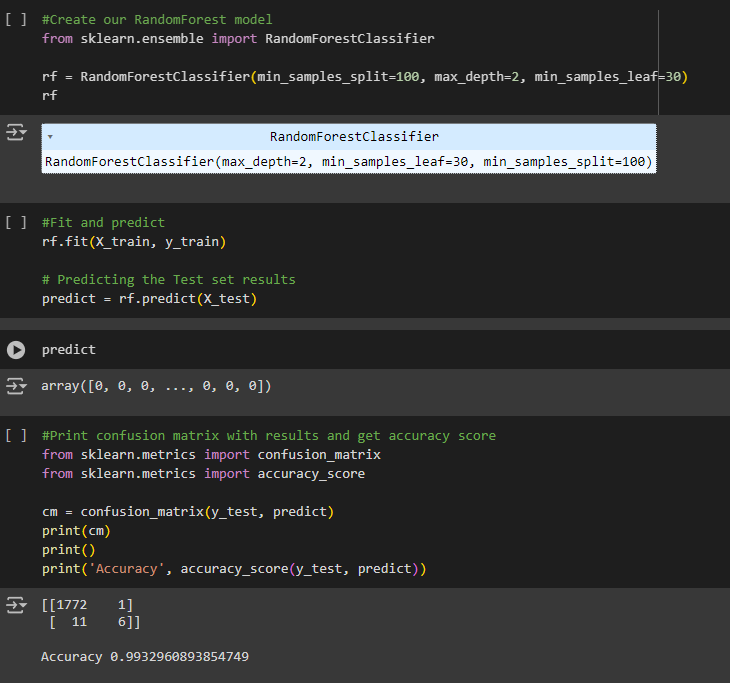 [ ] #Create our RandomForest model
from sklearn.ensemble import RandomForestClassifier
rf = RandomForestClassifier(min_samples_split=100, max_depth=2, min_samples_leaf=30)
rf
RandomForestClassifier
RandomForestClassifier(max_depth=2, min_samples_leaf=30, min_samples_split=100)
[ ] #Fit and predict
rf.fit(X_train, y_train)
# Predicting the Test set results
predict = rf.predict(X_test)
predict
array([0, 0, 0, ..., 0, 0, 0])
[ ] #Print confusion matrix with results and get accuracy score
from sklearn.metrics import confusion_matrix
from sklearn.metrics import accuracy_score
cm = confusion_matrix(y_test, predict)
print(cm)
print()
print('Accuracy', accuracy_score(y_test, predict))
[[1772    1]
 [  11    6]]
Accuracy 0.9932960893854749